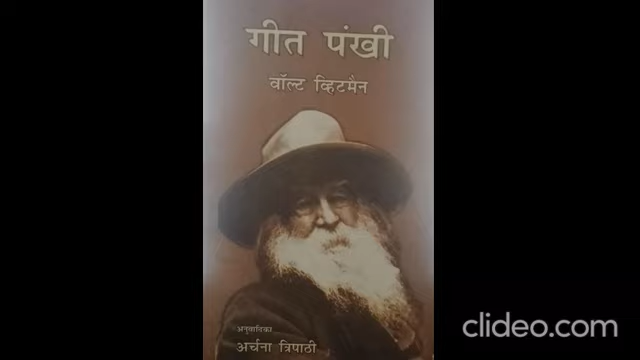 गीत पंखी
वॉल्ट व्हिटमैन
अनुवादिका
अर्चना त्रिपाठी
clideo.com